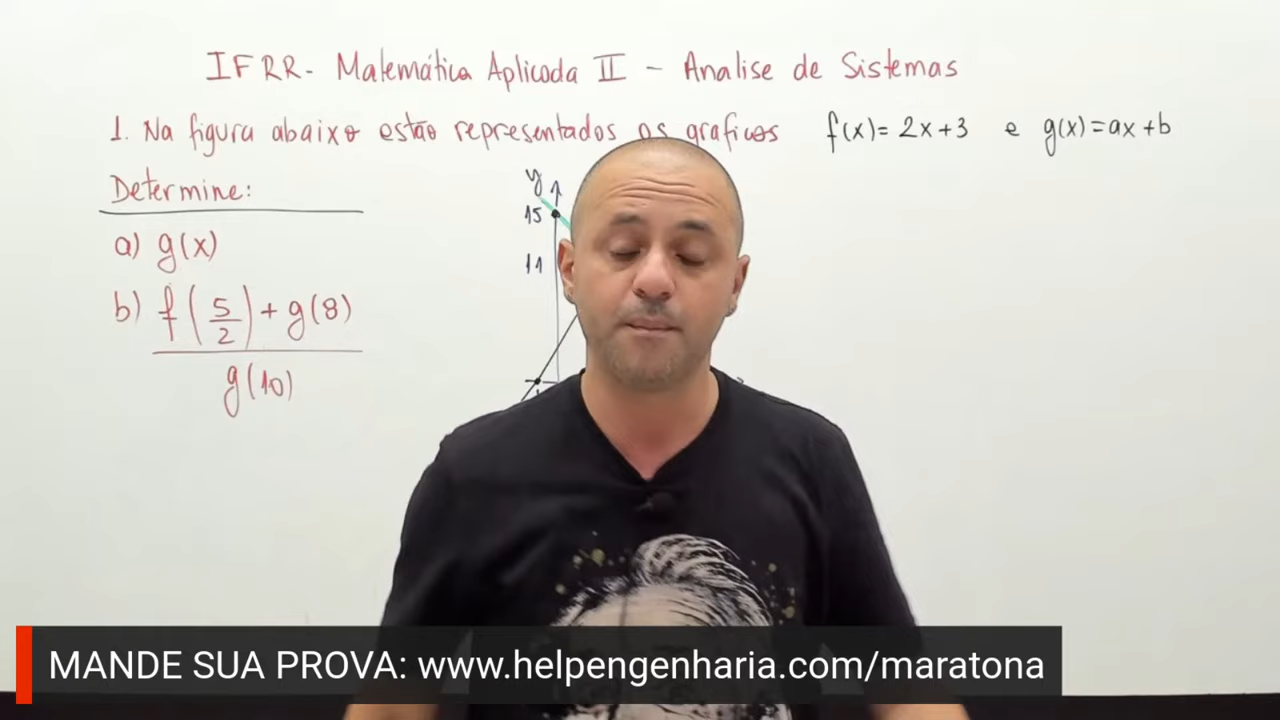 IFRR- Matemática Aplicada II - Analise de Sistemas
1. Na figura abaixo estão representados os graficos f(x)=2x+3 e g(x)=ax+b
Determine:
a) g(x)
b) f(5/2)+g(8)
g(10)
y
15
11
MANDE SUA PROVA: www.helpengenharia.com/maratona